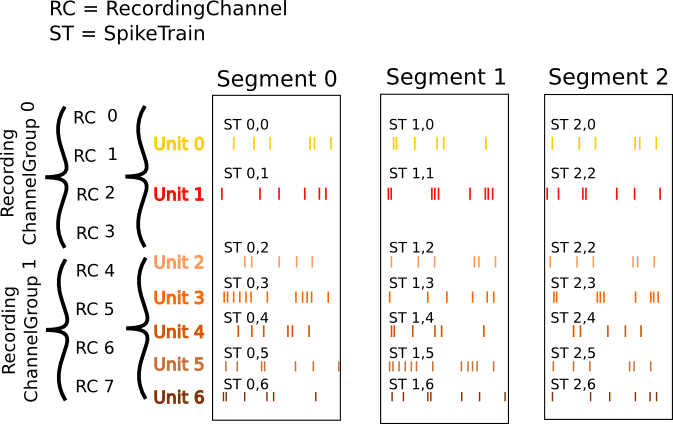 RC = RecordingChannel
ST = SpikeTrain
Segment 0
Segment 1
Segment 2
Recording
ChannelGroup 0
RC 0
RC 1
RC 2
RC 3
Unit 0
Unit 1
ST 0,0
ST 1,0
ST 2,0
ST 0,1
ST 1,1
ST 2,2
Recording
ChannelGroup 1
RC 4
RC 5
RC 6
RC 7
Unit 2
Unit 3
Unit 4
Unit 5
Unit 6
ST 0,2
ST 1,2
ST 2,2
ST 0,3
ST 1,3
ST 2,3
ST 0,4
ST 1,4
ST 2,4
ST 0,5
ST 1,5
ST 2,5
ST 0,6
ST 1,6
ST 2,6